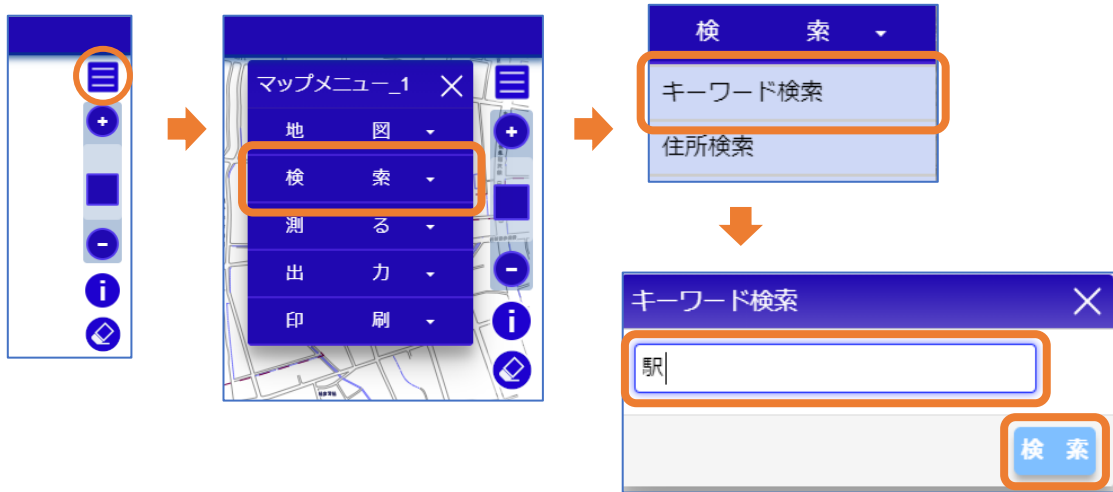 マップメニュー_1
地 図
検 索
測 る
出 力
印 刷
検 索
キーワード検索
住所検索
キーワード検索
駅
検 索